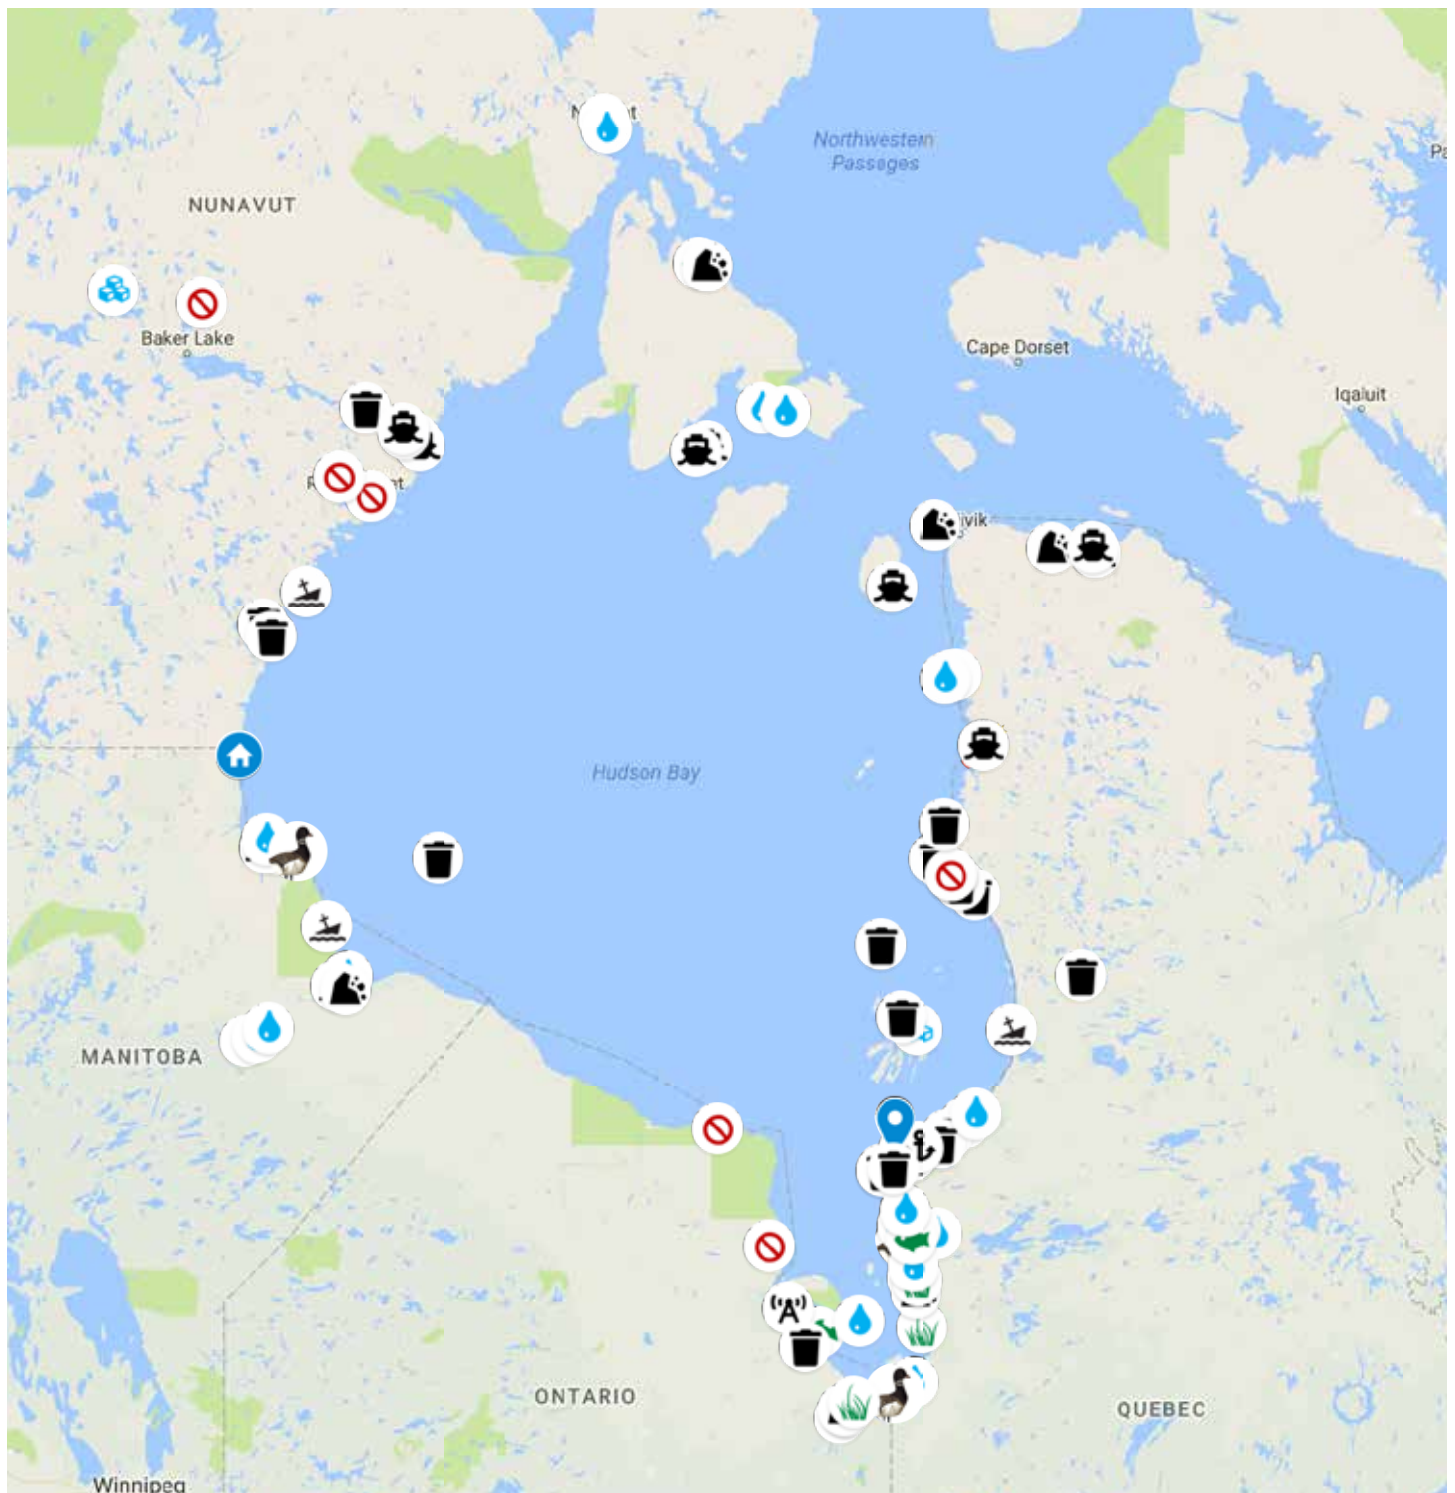 Northwestern
Passages
NUNAVUT
Baker Lake
Cape Dorset
Iqaluit
Hudson Bay
MANITOBA
ONTARIO
QUEBEC
Winnipeg